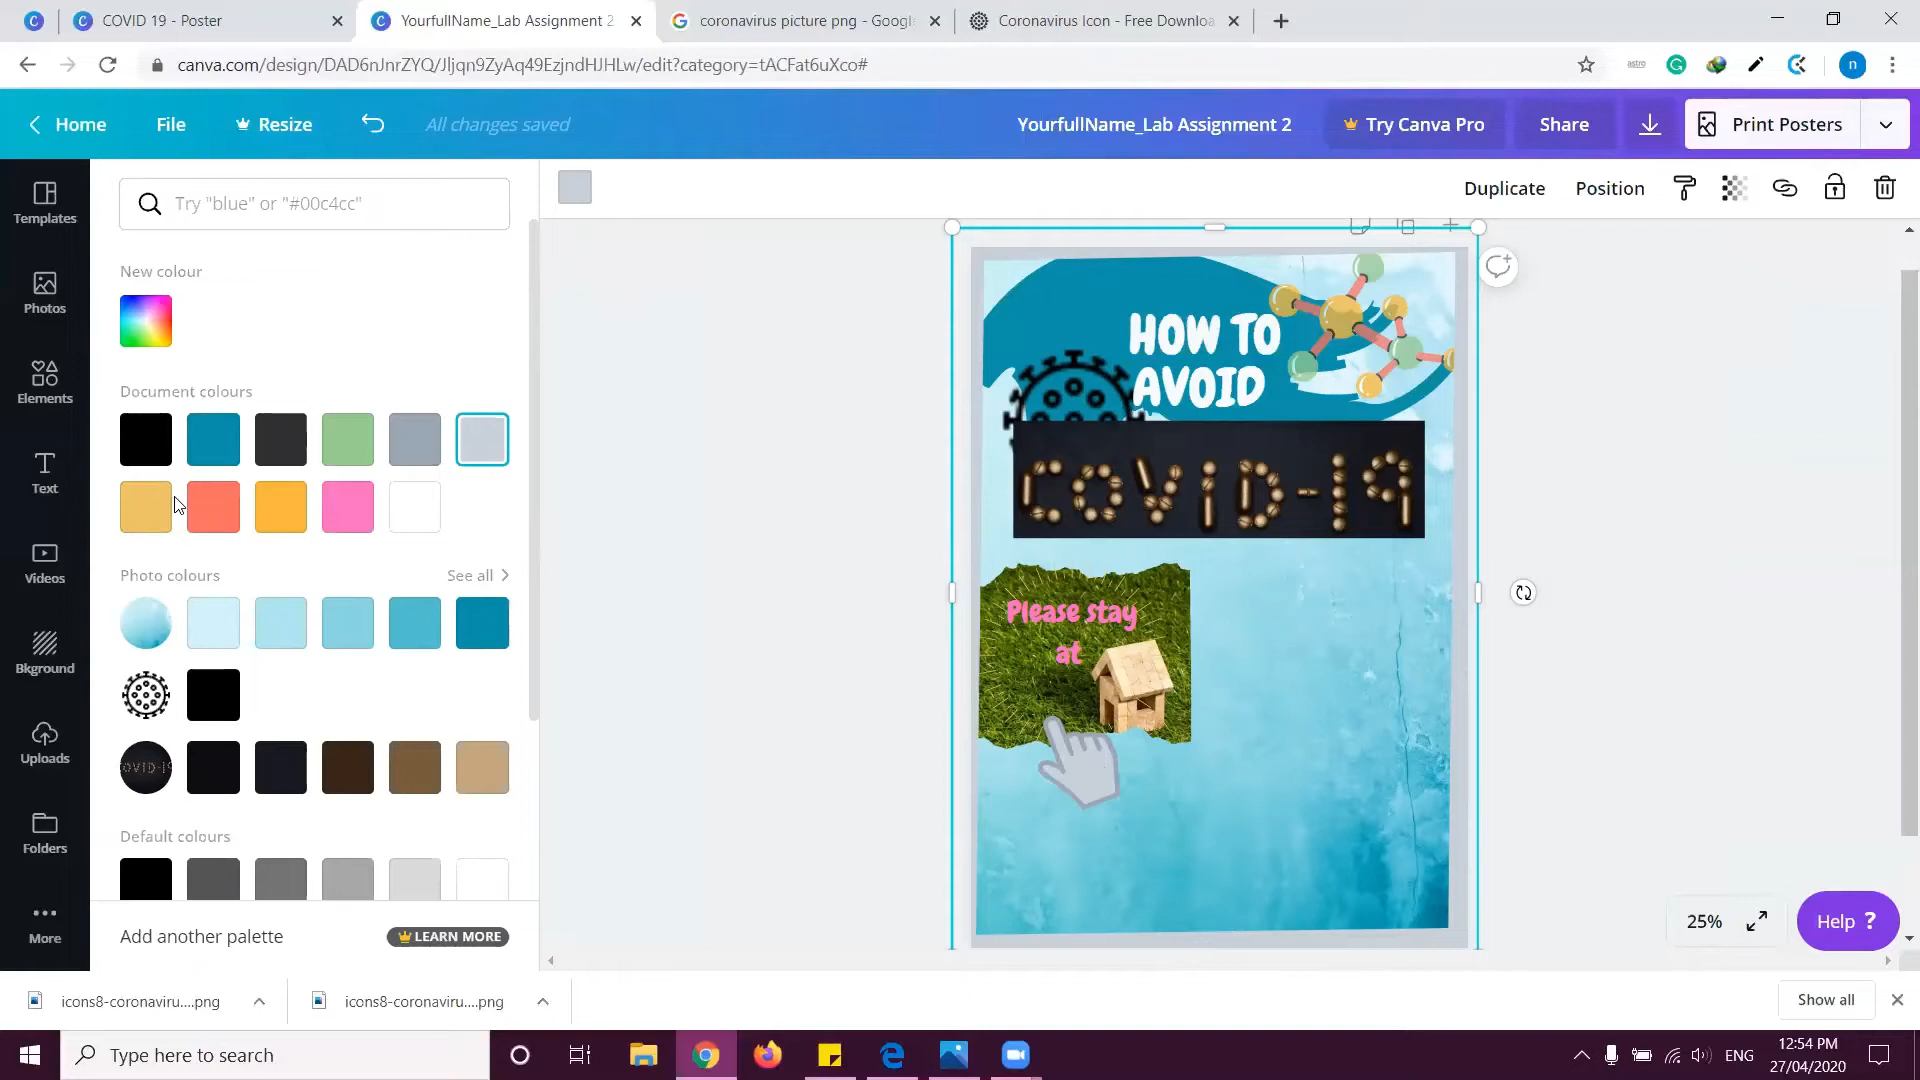 COVID 19 - Poster
YourfullName_Lab Assignment 2
coronavirus picture png - Googl
Coronavirus Icon - Free Downloa
canva.com/design/DAD6nJnrZYQ/Jljqn9ZyAq49EzjndHJHLw/edit?category=tACFat6uXco#
astro
n
Home
File
Resize
All changes saved
YourfullName_Lab Assignment 2
Try Canva Pro
Share
Print Posters
Templates
Photos
Elements
Text
Videos
Bkground
Uploads
Folders
More
Try "blue" or "#00c4cc"
New colour
Document colours
Photo colours
See all
Default colours
Add another palette
LEARN MORE
Duplicate
Position
HOW TO
AVOID
COVID-19
Please stay
at
25%
Help ?
icons8-coronaviru....png
icons8-coronaviru....png
Show all
Type here to search
ENG
12:54 PM
27/04/2020